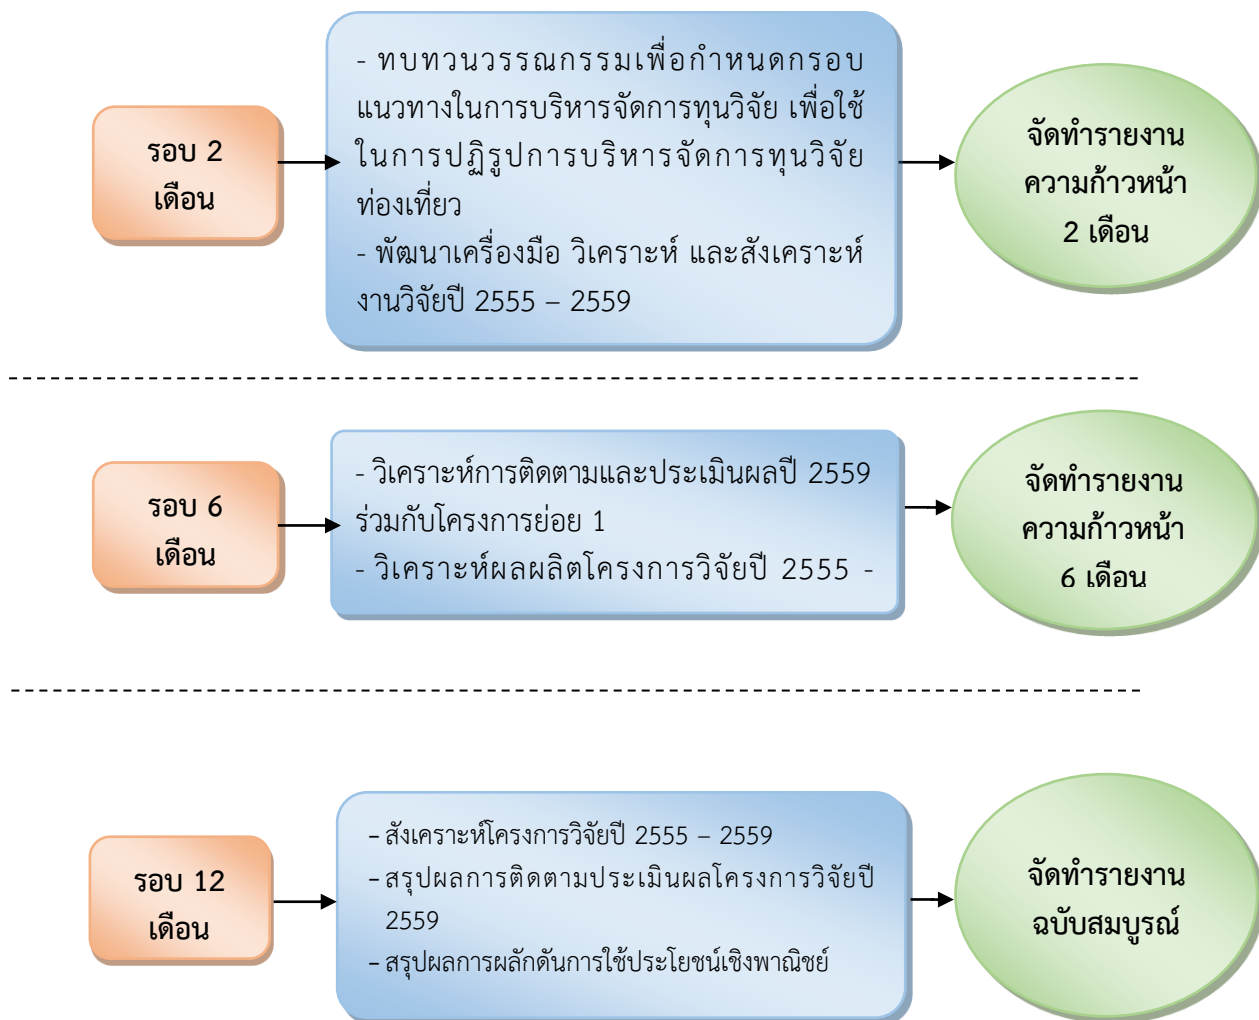 รอบ 2
เดือน
- ทบทวนวรรณกรรมเพื่อกำหนดกรอบ
แนวทางในการบริหารจัดการทุนวิจัย เพื่อใช้
ในการปฏิรูปการบริหารจัดการทุนวิจัย
ท่องเที่ยว
- พัฒนาเครื่องมือ วิเคราะห์ และสังเคราะห์
งานวิจัยปี 2555 – 2559
จัดทำรายงาน
ความก้าวหน้า
2 เดือน
รอบ 6
เดือน
- วิเคราะห์การติดตามและประเมินผลปี 2559
ร่วมกับโครงการย่อย 1
- วิเคราะห์ผลผลิตโครงการวิจัยปี 2555 -
จัดทำรายงาน
ความก้าวหน้า
6 เดือน
รอบ 12
เดือน
– สังเคราะห์โครงการวิจัยปี 2555 – 2559
– สรุปผลการติดตามประเมินผลโครงการวิจัยปี
2559
– สรุปผลการผลักดันการใช้ประโยชน์เชิงพาณิชย์
จัดทำรายงาน
ฉบับสมบูรณ์